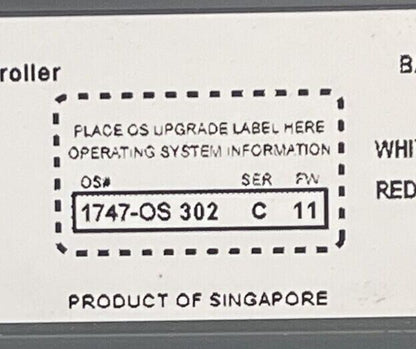 roller
PLACE OS UPGRADE LABEL HERE
OPERATING SYSTEM INFORMATION
OS# SER FW
1747-OS 302 C 11
PRODUCT OF SINGAPORE
RED